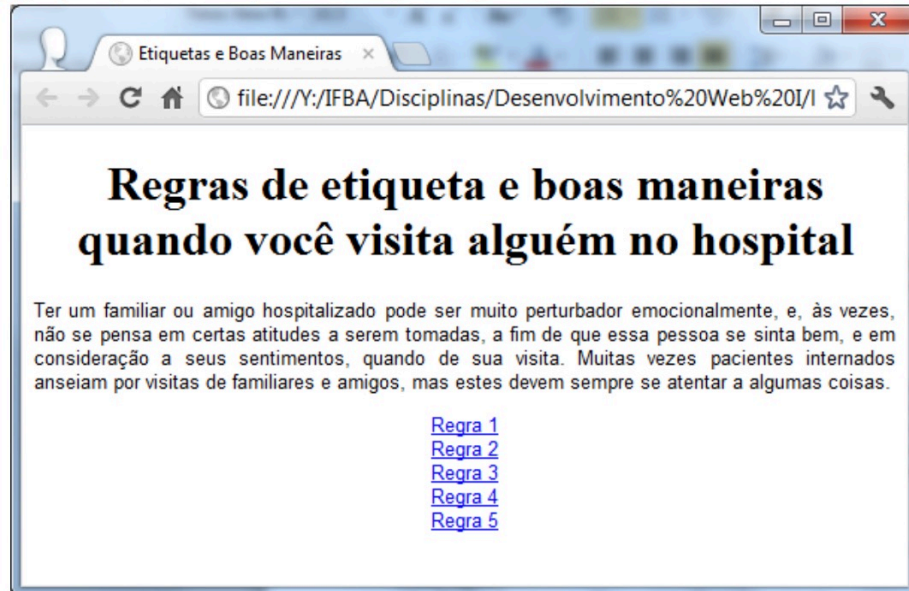 Etiquetas e Boas Maneiras
file:///Y:/IFBA/Disciplinas/Desenvolvimento%20Web%20I/I
Regras de etiqueta e boas maneiras
quando você visita alguém no hospital
Ter um familiar ou amigo hospitalizado pode ser muito perturbador emocionalmente, e, às vezes,
não se pensa em certas atitudes a serem tomadas, a fim de que essa pessoa se sinta bem, e em
consideração a seus sentimentos, quando de sua visita. Muitas vezes pacientes internados
anseiam por visitas de familiares e amigos, mas estes devem sempre se atentar a algumas coisas.
Regra 1
Regra 2
Regra 3
Regra 4
Regra 5